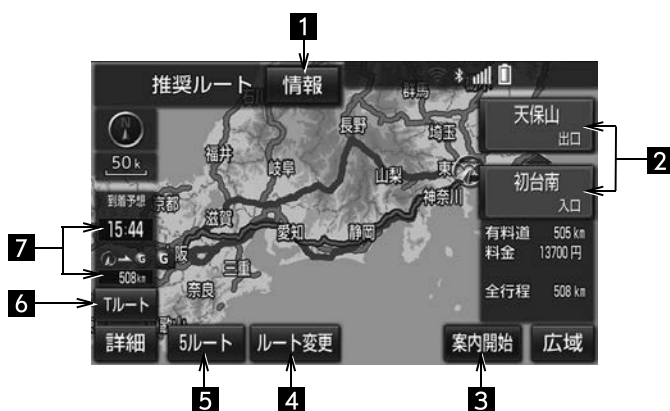 1
推奨ルート 情報
N
50k
群馬
石川
長野
埼玉
天保山
出口
2
福井
岐阜
山梨
東
神奈川
初台南
入口
到着予想
15:44
京都
滋賀
愛知
静岡
有料道 505km
料金 13700円
7
G G
508km
阪
三重
奈良
全行程 508km
6
Tルート
詳細 5ルート ルート変更 案内開始 広域
5 4 3